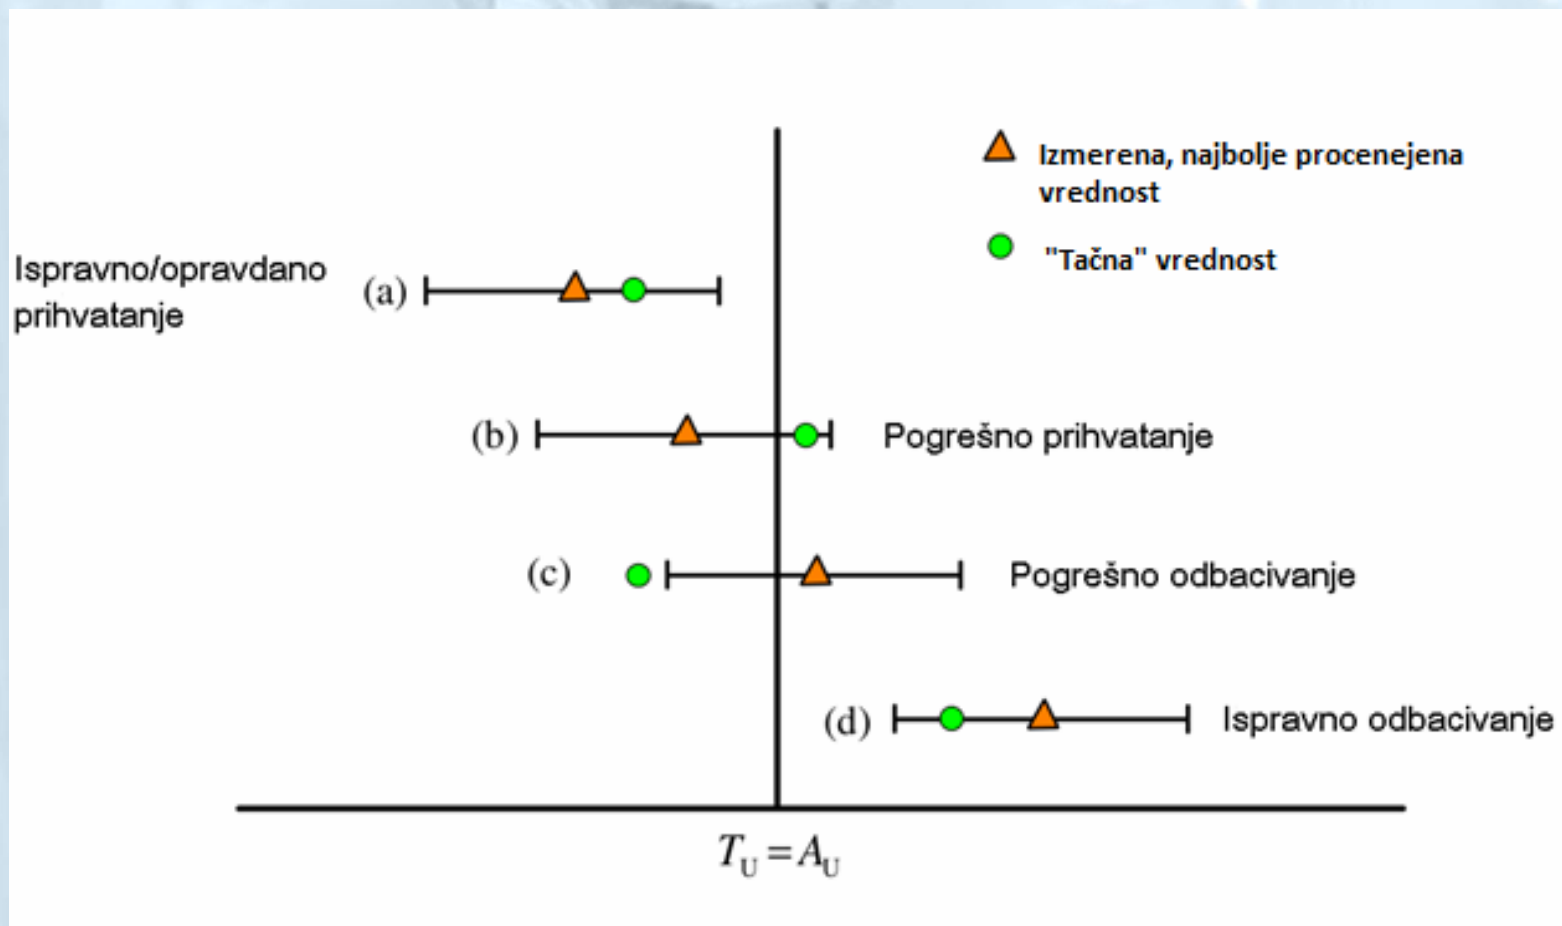 Izmerena, najbolje procenejena
vrednost
"Tačna" vrednost
Ispravno/opravdano
prihvatanje
(a)
(b)
Pogrešno prihvatanje
(c)
Pogrešno odbacivanje
(d)
Ispravno odbacivanje
T_U = A_U